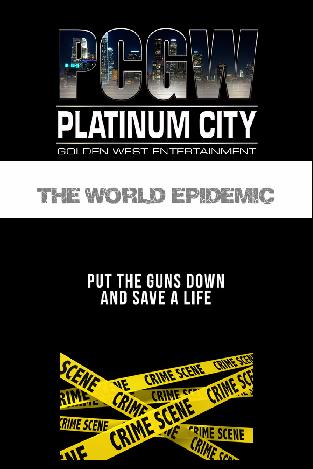 PCGW
PLATINUM CITY
GOLDEN WEST ENTERTAINMENT
THE WORLD EPIDEMIC
PUT THE GUNS DOWN
AND SAVE A LIFE
SCENE
NE CRIME SCENE
CRIME SCENE
CRIME SCENE
CRIME SCENE